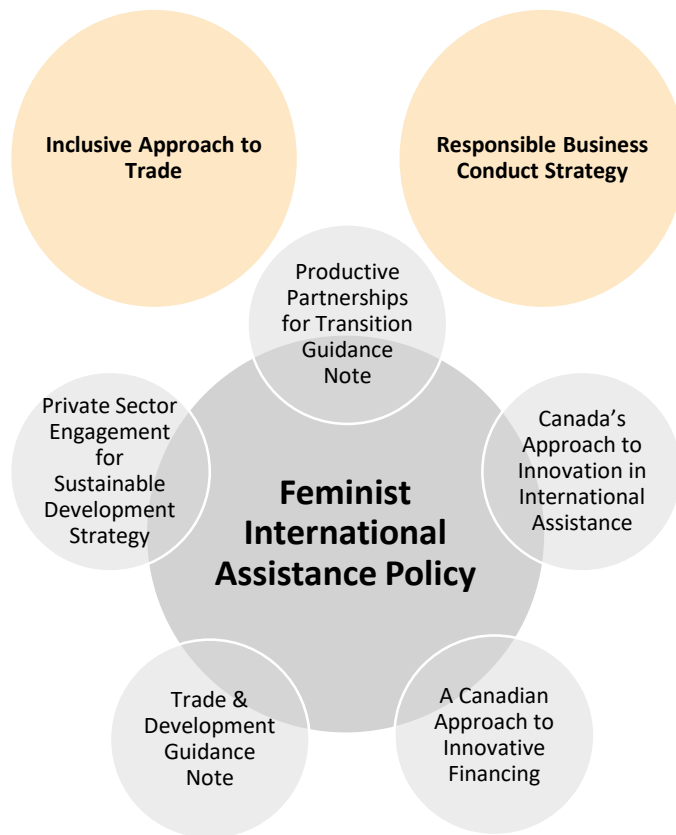 Inclusive Approach to
Trade
Responsible Business
Conduct Strategy
Productive
Partnerships
for Transition
Guidance
Note
Private Sector
Engagement
for
Sustainable
Development
Strategy
Canada’s
Approach to
Innovation in
International
Assistance
Feminist
International
Assistance Policy
Trade &
Development
Guidance
Note
A Canadian
Approach to
Innovative
Financing